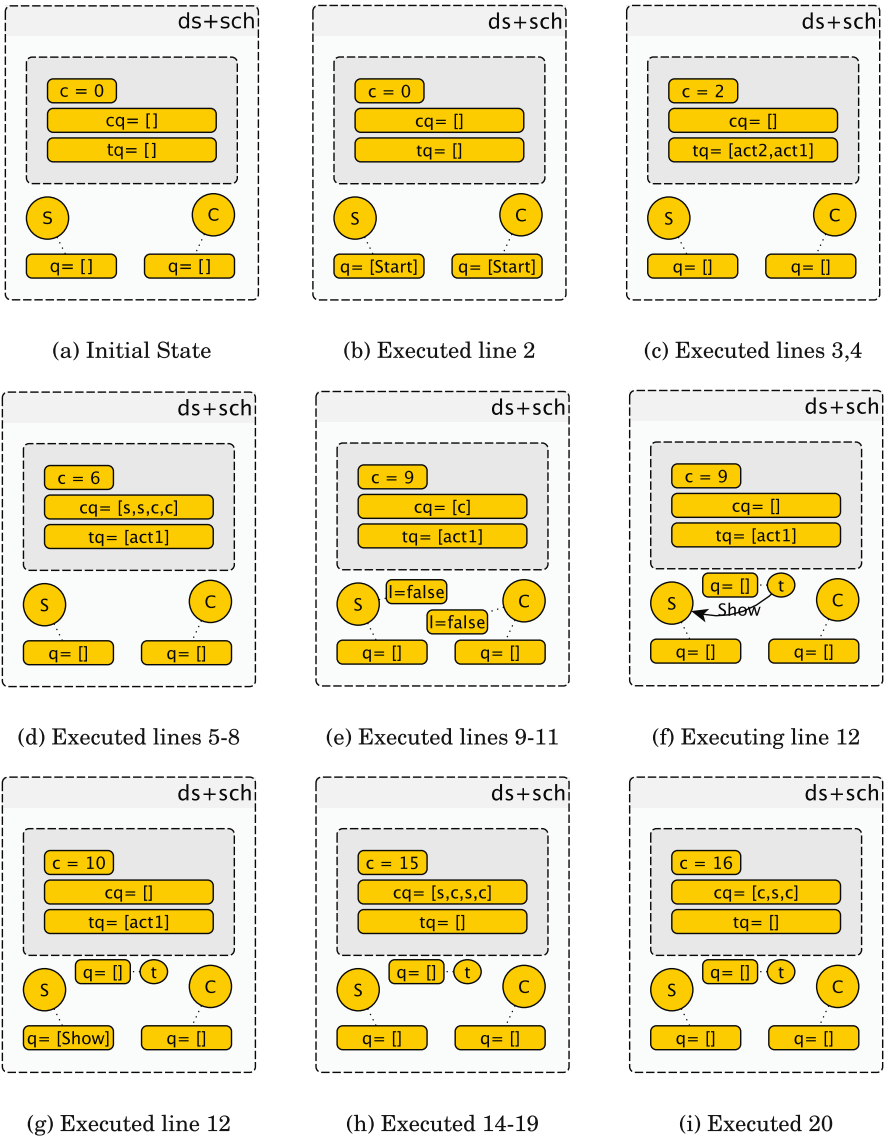 ds+sch
c = 0
cq= []
tq= []
S
C
q= []
q= []
(a) Initial State
ds+sch
c = 0
cq= []
tq= []
S
C
q= [Start]
q= [Start]
(b) Executed line 2
ds+sch
c = 2
cq= []
tq= [act2,act1]
S
C
q= []
q= []
(c) Executed lines 3,4
ds+sch
c = 6
cq= [s,s,c,c]
tq= [act1]
S
C
q= []
q= []
(d) Executed lines 5-8
ds+sch
c = 9
cq= [c]
tq= [act1]
S
l=false
C
l=false
q= []
q= []
(e) Executed lines 9-11
ds+sch
c = 9
cq= []
tq= [act1]
q= []
t
S
Show
C
q= []
q= []
(f) Executing line 12
ds+sch
c = 10
cq= []
tq= [act1]
q= []
t
S
C
q= [Show]
q= []
(g) Executed line 12
ds+sch
c = 15
cq= [s,c,s,c]
tq= []
q= []
t
S
C
q= []
q= []
(h) Executed 14-19
ds+sch
c = 16
cq= [c,s,c]
tq= []
q= []
t
S
C
q= []
q= []
(i) Executed 20